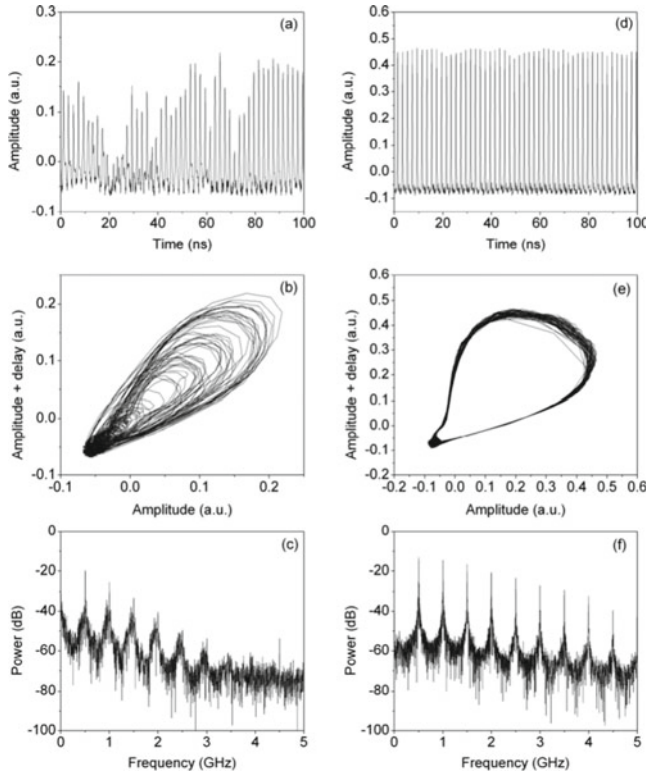 0.3
0.2
0.1
0.0
-0.1
0 20 40 60 80 100
Amplitude (a.u.)
Time (ns)
(a)
0.6
0.5
0.4
0.3
0.2
0.1
0.0
-0.1
-0.2
0 20 40 60 80 100
Amplitude (a.u.)
Time (ns)
(d)
0.2
0.1
0.0
-0.1
-0.1 0.0 0.1 0.2
Amplitude + delay (a.u.)
Amplitude (a.u.)
(b)
0.6
0.5
0.4
0.3
0.2
0.1
0.0
-0.1
-0.2
-0.2 -0.1 0.0 0.1 0.2 0.3 0.4 0.5 0.6
Amplitude + delay (a.u.)
Amplitude (a.u.)
(e)
0
-20
-40
-60
-80
-100
0 1 2 3 4 5
Power (dB)
Frequency (GHz)
(c)
0
-20
-40
-60
-80
-100
0 1 2 3 4 5
Power (dB)
Frequency (GHz)
(f)